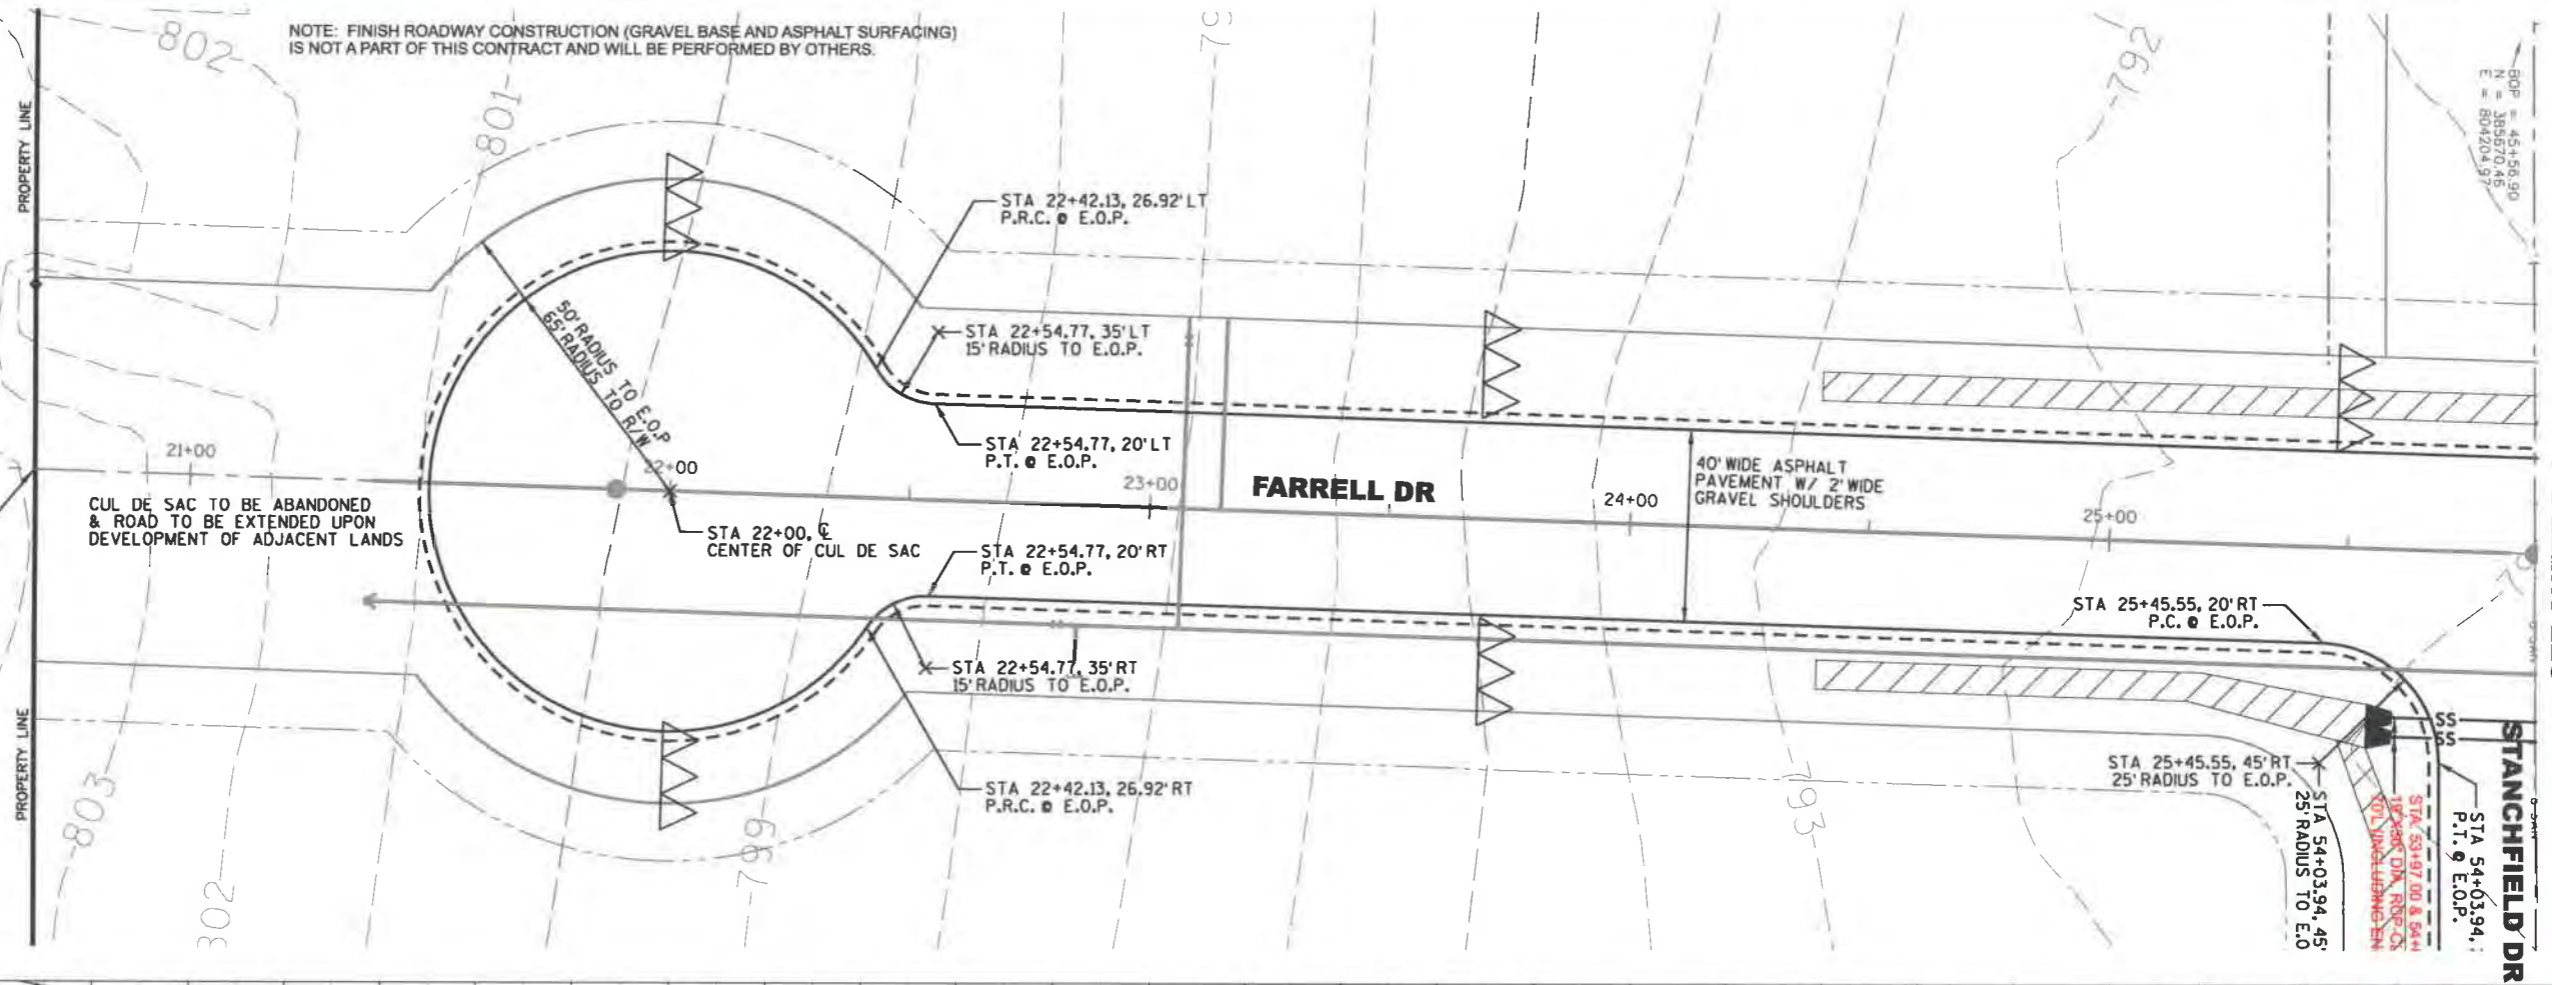 NOTE: FINISH ROADWAY CONSTRUCTION (GRAVEL BASE AND ASPHALT SURFACING)
IS NOT A PART OF THIS CONTRACT AND WILL BE PERFORMED BY OTHERS.
802
801
792
BOP = 45+56.90
N = 385670.46
E = 804204.97
PROPERTY LINE
STA 22+42.13, 26.92' LT
P.R.C. @ E.O.P.
50' RADIUS TO E.O.P
65' RADIUS TO R/W
STA 22+54.77, 35' LT
15' RADIUS TO E.O.P.
STA 22+54.77, 20' LT
P.T. @ E.O.P.
21+00
22+00
23+00
FARRELL DR
24+00
40' WIDE ASPHALT
PAVEMENT W/ 2' WIDE
GRAVEL SHOULDERS
25+00
CUL DE SAC TO BE ABANDONED
& ROAD TO BE EXTENDED UPON
DEVELOPMENT OF ADJACENT LANDS
STA 22+00, ℄
CENTER OF CUL DE SAC
STA 22+54.77, 20' RT
P.T. @ E.O.P.
STA 25+45.55, 20' RT
P.C. @ E.O.P.
STA 22+54.77, 35' RT
15' RADIUS TO E.O.P.
STA 22+42.13, 26.92' RT
P.R.C. @ E.O.P.
PROPERTY LINE
803
802
799
793
STA 25+45.55, 45' RT
25' RADIUS TO E.O.P.
SS
SS
STA 54+03.94, 45'
25' RADIUS TO E.O
STA. 53+97.00 & 54+
STA 54+03.94,
P.T. @ E.O.P.
STANCHFIELD DR